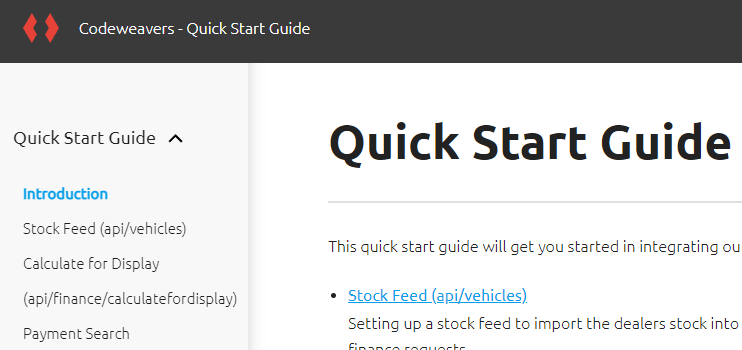 Codeweavers - Quick Start Guide
Quick Start Guide
Introduction
Stock Feed (api/vehicles)
Calculate for Display
(api/finance/calculatefordisplay)
Payment Search
Quick Start Guide
This quick start guide will get you started in integrating ou
Stock Feed (api/vehicles)
Setting up a stock feed to import the dealers stock into
finance requests